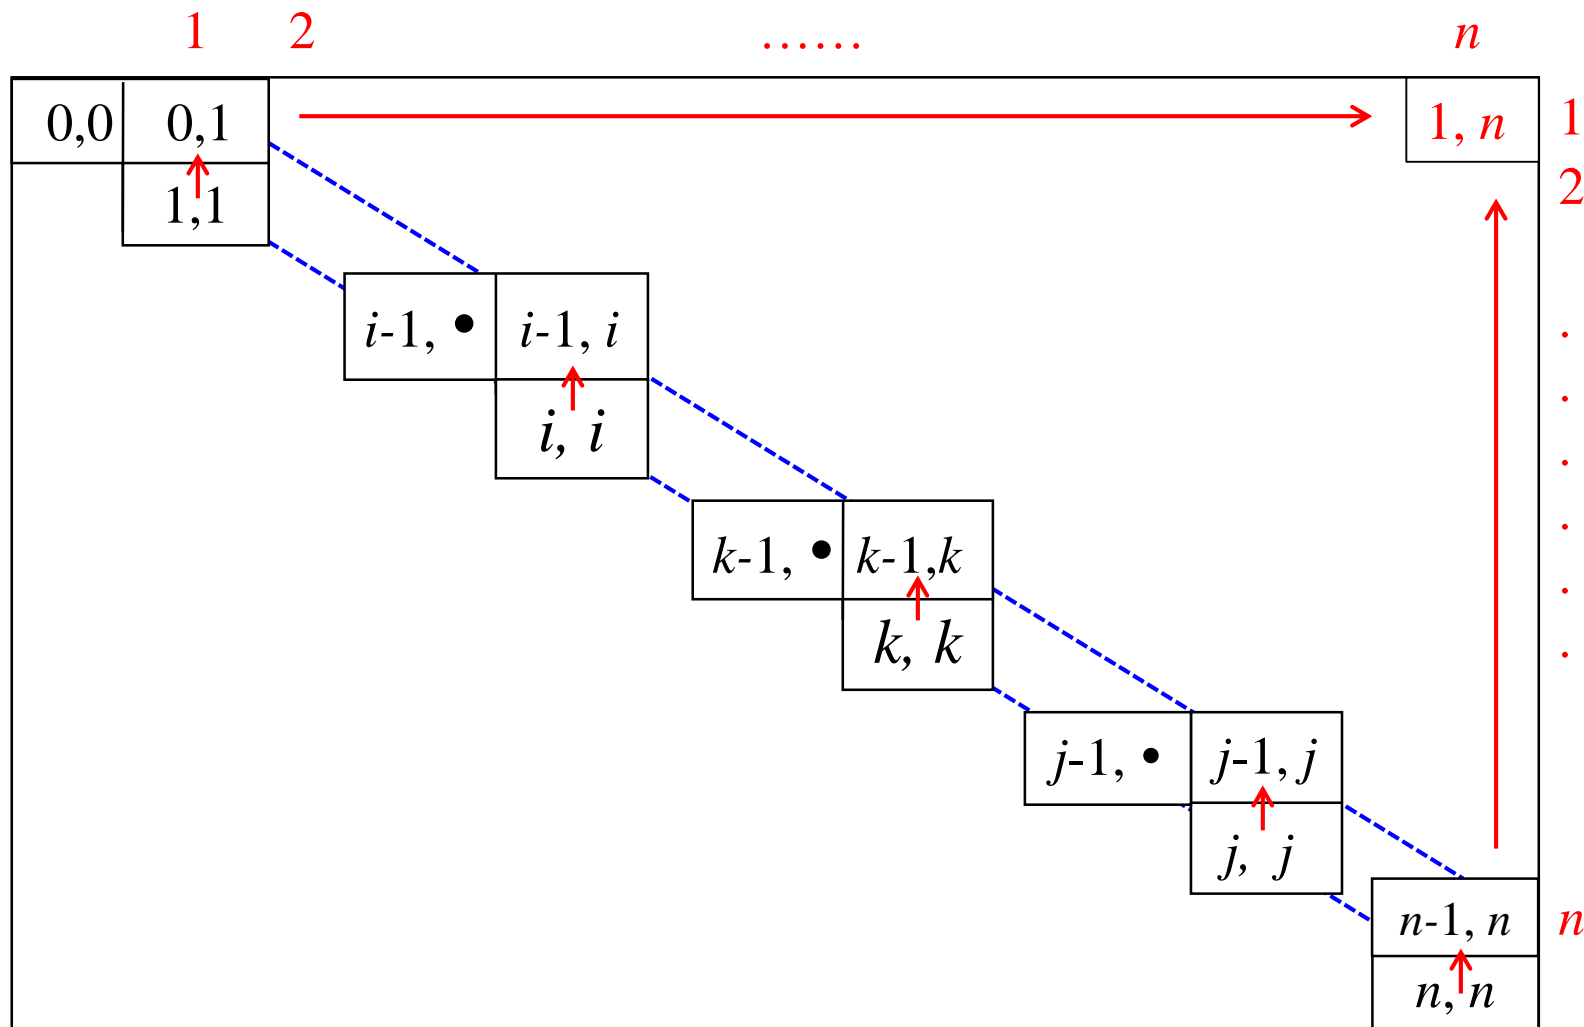 1 2 …… n
0,0 0,1 1, n 1
1,1 2
i-1, • i-1, i
.
i, i
.
.
k-1, • k-1,k
.
.
k, k
.
j-1, • j-1, j
j, j
n-1, n n
n, n